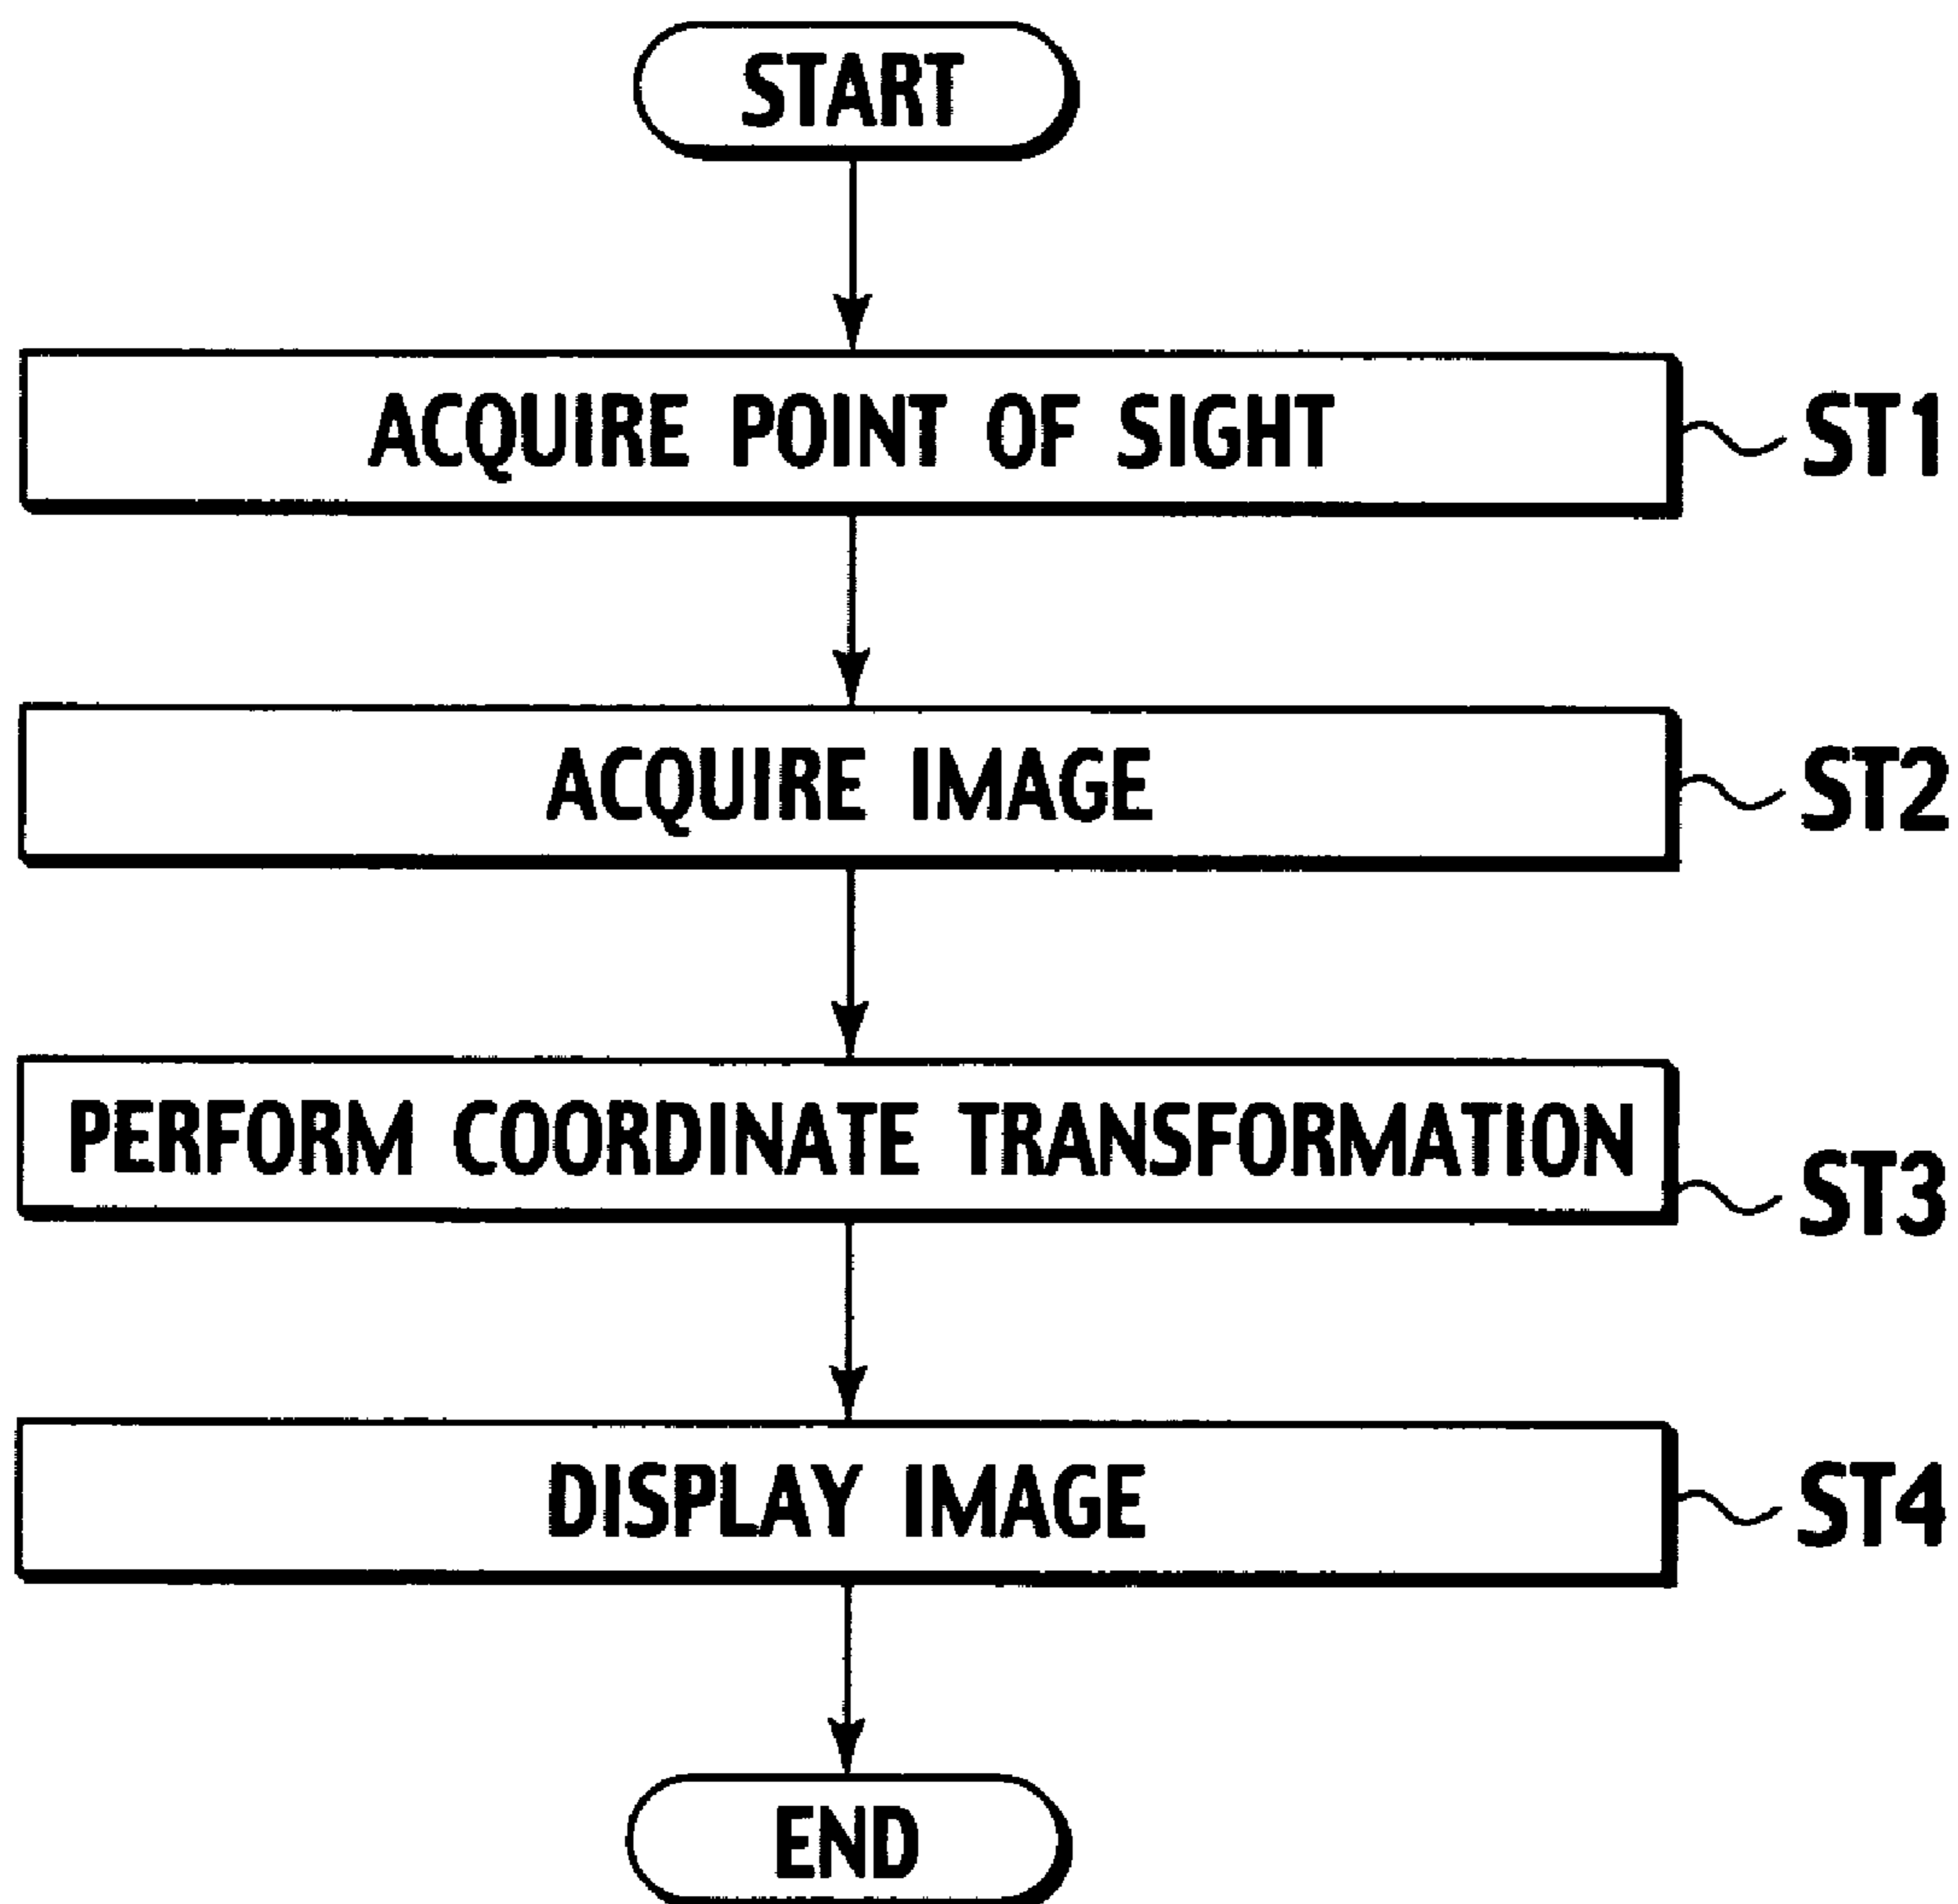 START
ACQUIRE POINT OF SIGHT
ST1
ACQUIRE IMAGE
ST2
PERFORM COORDINATE TRANSFORMATION
ST3
DISPLAY IMAGE
ST4
END